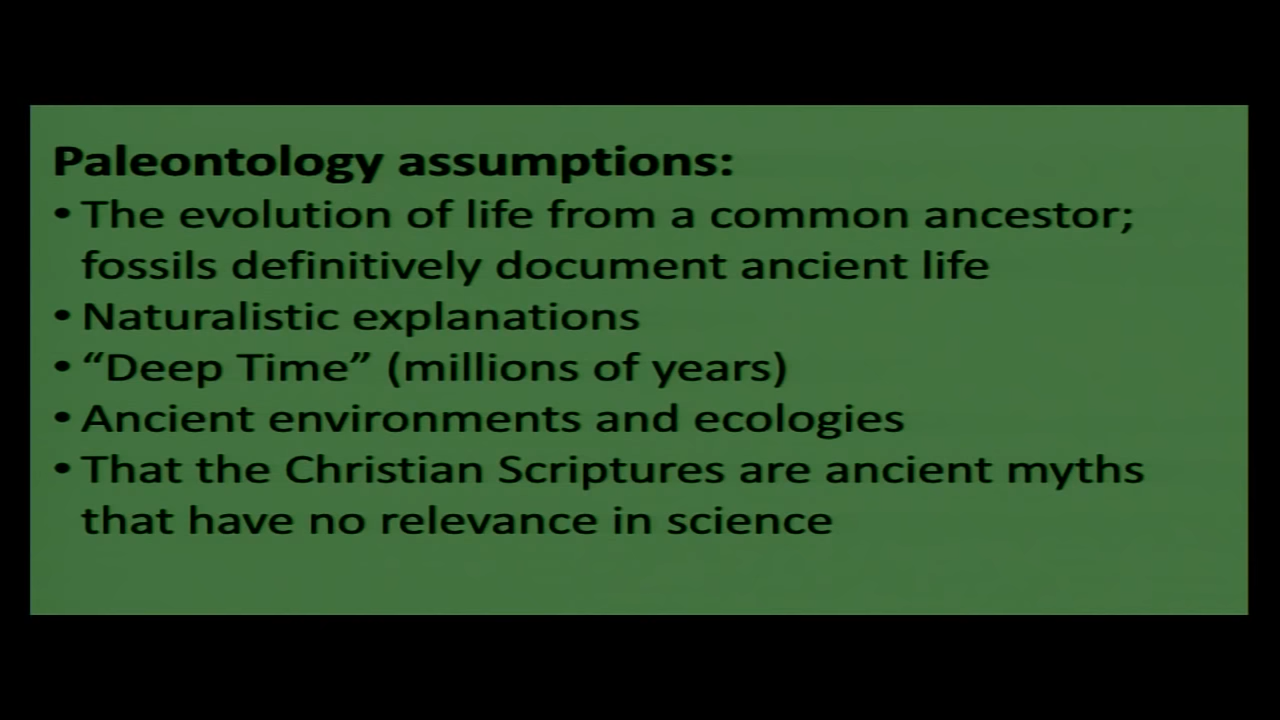 Paleontology assumptions:
• The evolution of life from a common ancestor;
fossils definitively document ancient life
• Naturalistic explanations
• “Deep Time” (millions of years)
• Ancient environments and ecologies
• That the Christian Scriptures are ancient myths
that have no relevance in science